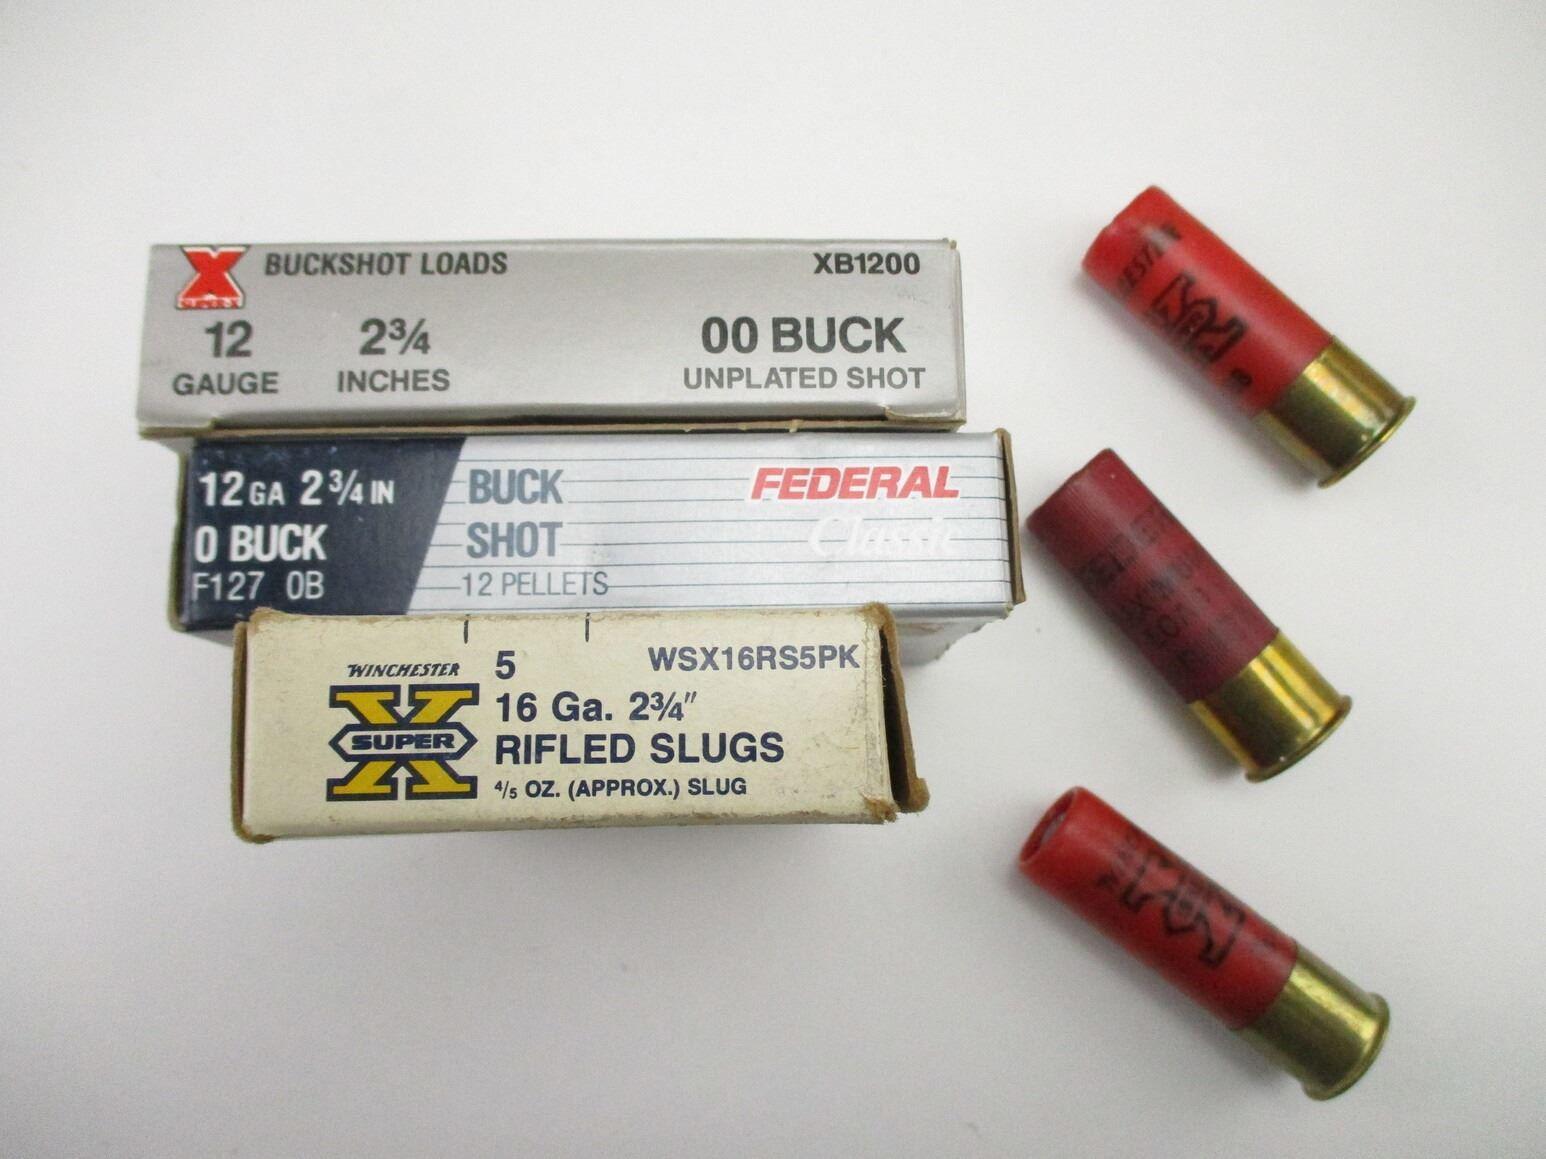 BUCKSHOT LOADS XB1200
12 2¾ 00 BUCK
GAUGE INCHES UNPLATED SHOT
12 GA 2¾ IN BUCK FEDERAL
0 BUCK SHOT Classic
F127 0B 12 PELLETS
WINCHESTER 5 WSX16RS5PK
16 Ga. 2¾"
SUPER X RIFLED SLUGS
4/5 OZ. (APPROX.) SLUG